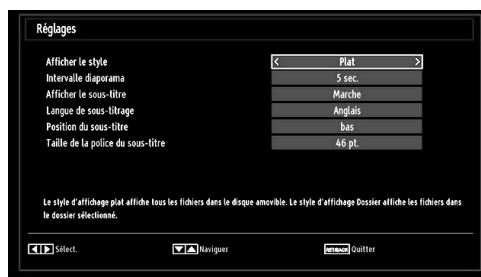 Réglages
Afficher le style < Plat >
Intervalle diaporama 5 sec.
Afficher le sous-titre Marche
Langue de sous-titrage Anglais
Position du sous-titre bas
Taille de la police du sous-titre 46 pt.
Le style d'affichage plat affiche tous les fichiers dans le disque amovible. Le style d'affichage Dossier affiche les fichiers dans
le dossier sélectionné.
Sélect. Naviguer RET/BACK Quitter